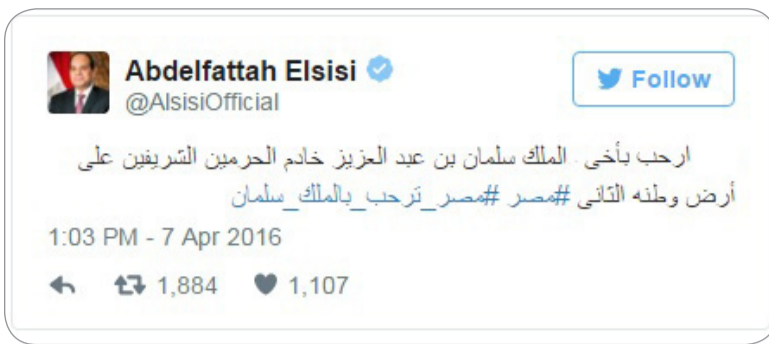 Abdelfattah Elsisi
@AlsisiOfficial
Follow
ارحب بأخى . الملك سلمان بن عبد العزيز خادم الحرمين الشريفين على
أرض وطنه الثانى #مصر #مصر_ترحب_بالملك_سلمان
1:03 PM - 7 Apr 2016
1,884 1,107